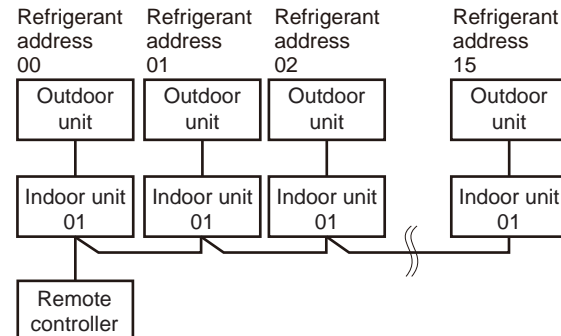 Refrigerant
address
00
Refrigerant
address
01
Refrigerant
address
02
Refrigerant
address
15
Outdoor
unit
Outdoor
unit
Outdoor
unit
Outdoor
unit
Indoor unit
01
Indoor unit
01
Indoor unit
01
Indoor unit
01
Remote
controller